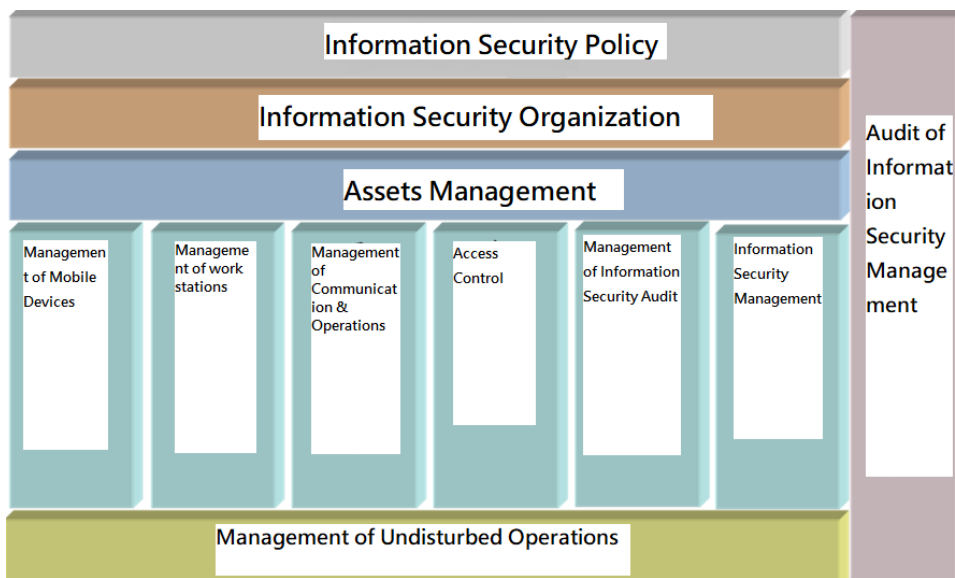 Information Security Policy
Information Security Organization
Assets Management
Managemen
t of Mobile
Devices
Manageme
nt of work
stations
Management
of
Communicat
ion &
Operations
Access
Control
Management
of Information
Security Audit
Information
Security
Management
Management of Undisturbed Operations
Audit of
Informat
ion
Security
Manage
ment